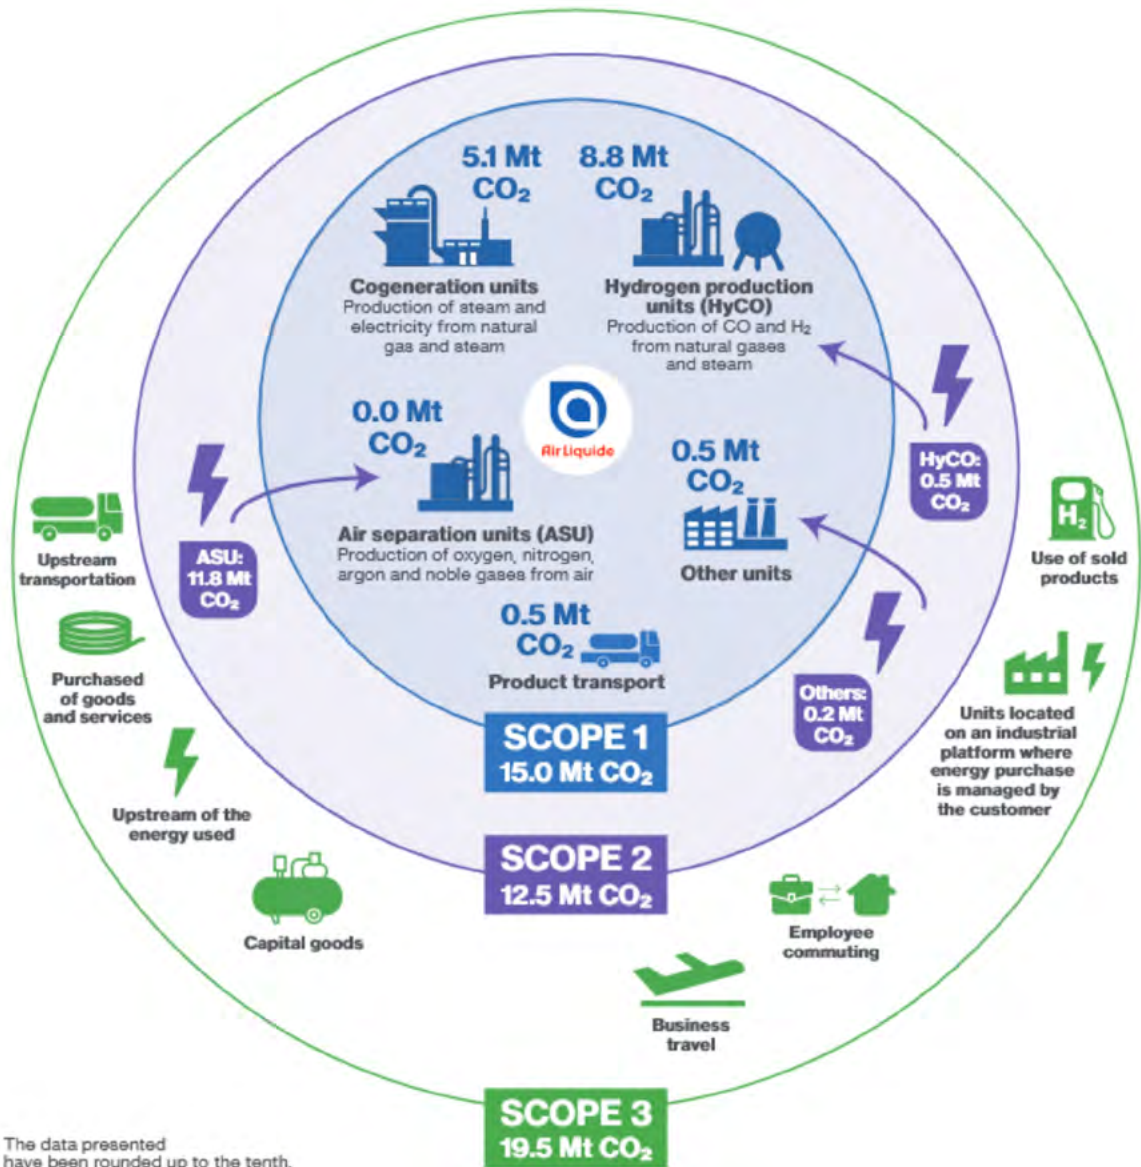 5.1 Mt
CO₂
8.8 Mt
CO₂
Cogeneration units
Production of steam and
electricity from natural
gas and steam
Hydrogen production
units (HyCO)
Production of CO and H₂
from natural gases
and steam
Air Liquide
0.0 Mt
CO₂
Air separation units (ASU)
Production of oxygen, nitrogen,
argon and noble gases from air
0.5 Mt
CO₂
Other units
0.5 Mt
CO₂
Product transport
SCOPE 1
15.0 Mt CO₂
ASU:
11.8 Mt
CO₂
HyCO:
0.5 Mt
CO₂
Others:
0.2 Mt
CO₂
SCOPE 2
12.5 Mt CO₂
Upstream
transportation
Purchased
of goods
and services
Upstream of the
energy used
Capital goods
Business
travel
Employee
commuting
Units located
on an industrial
platform where
energy purchase
is managed by
the customer
H₂
Use of sold
products
SCOPE 3
19.5 Mt CO₂
The data presented
have been rounded up to the tenth.